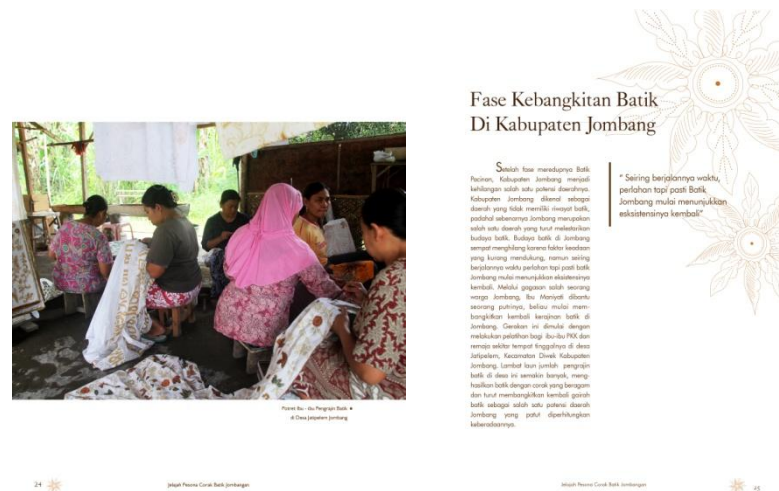 Potret Ibu - ibu Pengrajin Batik
di Desa Jatipelem Jombang
24
Jelajah Pesona Corak Batik Jombangan
Fase Kebangkitan Batik
Di Kabupaten Jombang
Setelah fase meredupnya Batik
Pacinan, Kabupaten Jombang menjadi
kehilangan salah satu potensi daerahnya.
Kabupaten Jombang dikenal sebagai
daerah yang tidak memiliki riwayat batik,
padahal sebenarnya Jombang merupakan
salah satu daerah yang turut melestarikan
budaya batik. Budaya batik di Jombang
sempat menghilang karena faktor keadaan
yang kurang mendukung, namun seiring
berjalannya waktu perlahan tapi pasti batik
Jombang mulai menunjukkan eksistensinya
kembali. Melalui gagasan salah seorang
warga Jombang, Ibu Maniyati dibantu
seorang putrinya, beliau mulai mem-
bangkitkan kembali kerajinan batik di
Jombang. Gerakan ini dimulai dengan
melakukan pelatihan bagi ibu-ibu PKK dan
remaja sekitar tempat tinggalnya di desa
Jatipelem, Kecamatan Diwek Kabupaten
Jombang. Lambat laun jumlah pengrajin
batik di desa ini semakin banyak, meng-
hasilkan batik dengan corak yang beragam
dan turut membangkitkan kembali gairah
batik sebagai salah satu potensi daerah
Jombang yang patut diperhitungkan
keberadaannya.
" Seiring berjalannya waktu,
perlahan tapi pasti Batik
Jombang mulai menunjukkan
esksistensinya kembali"
Jelajah Pesona Corak Batik Jombangan